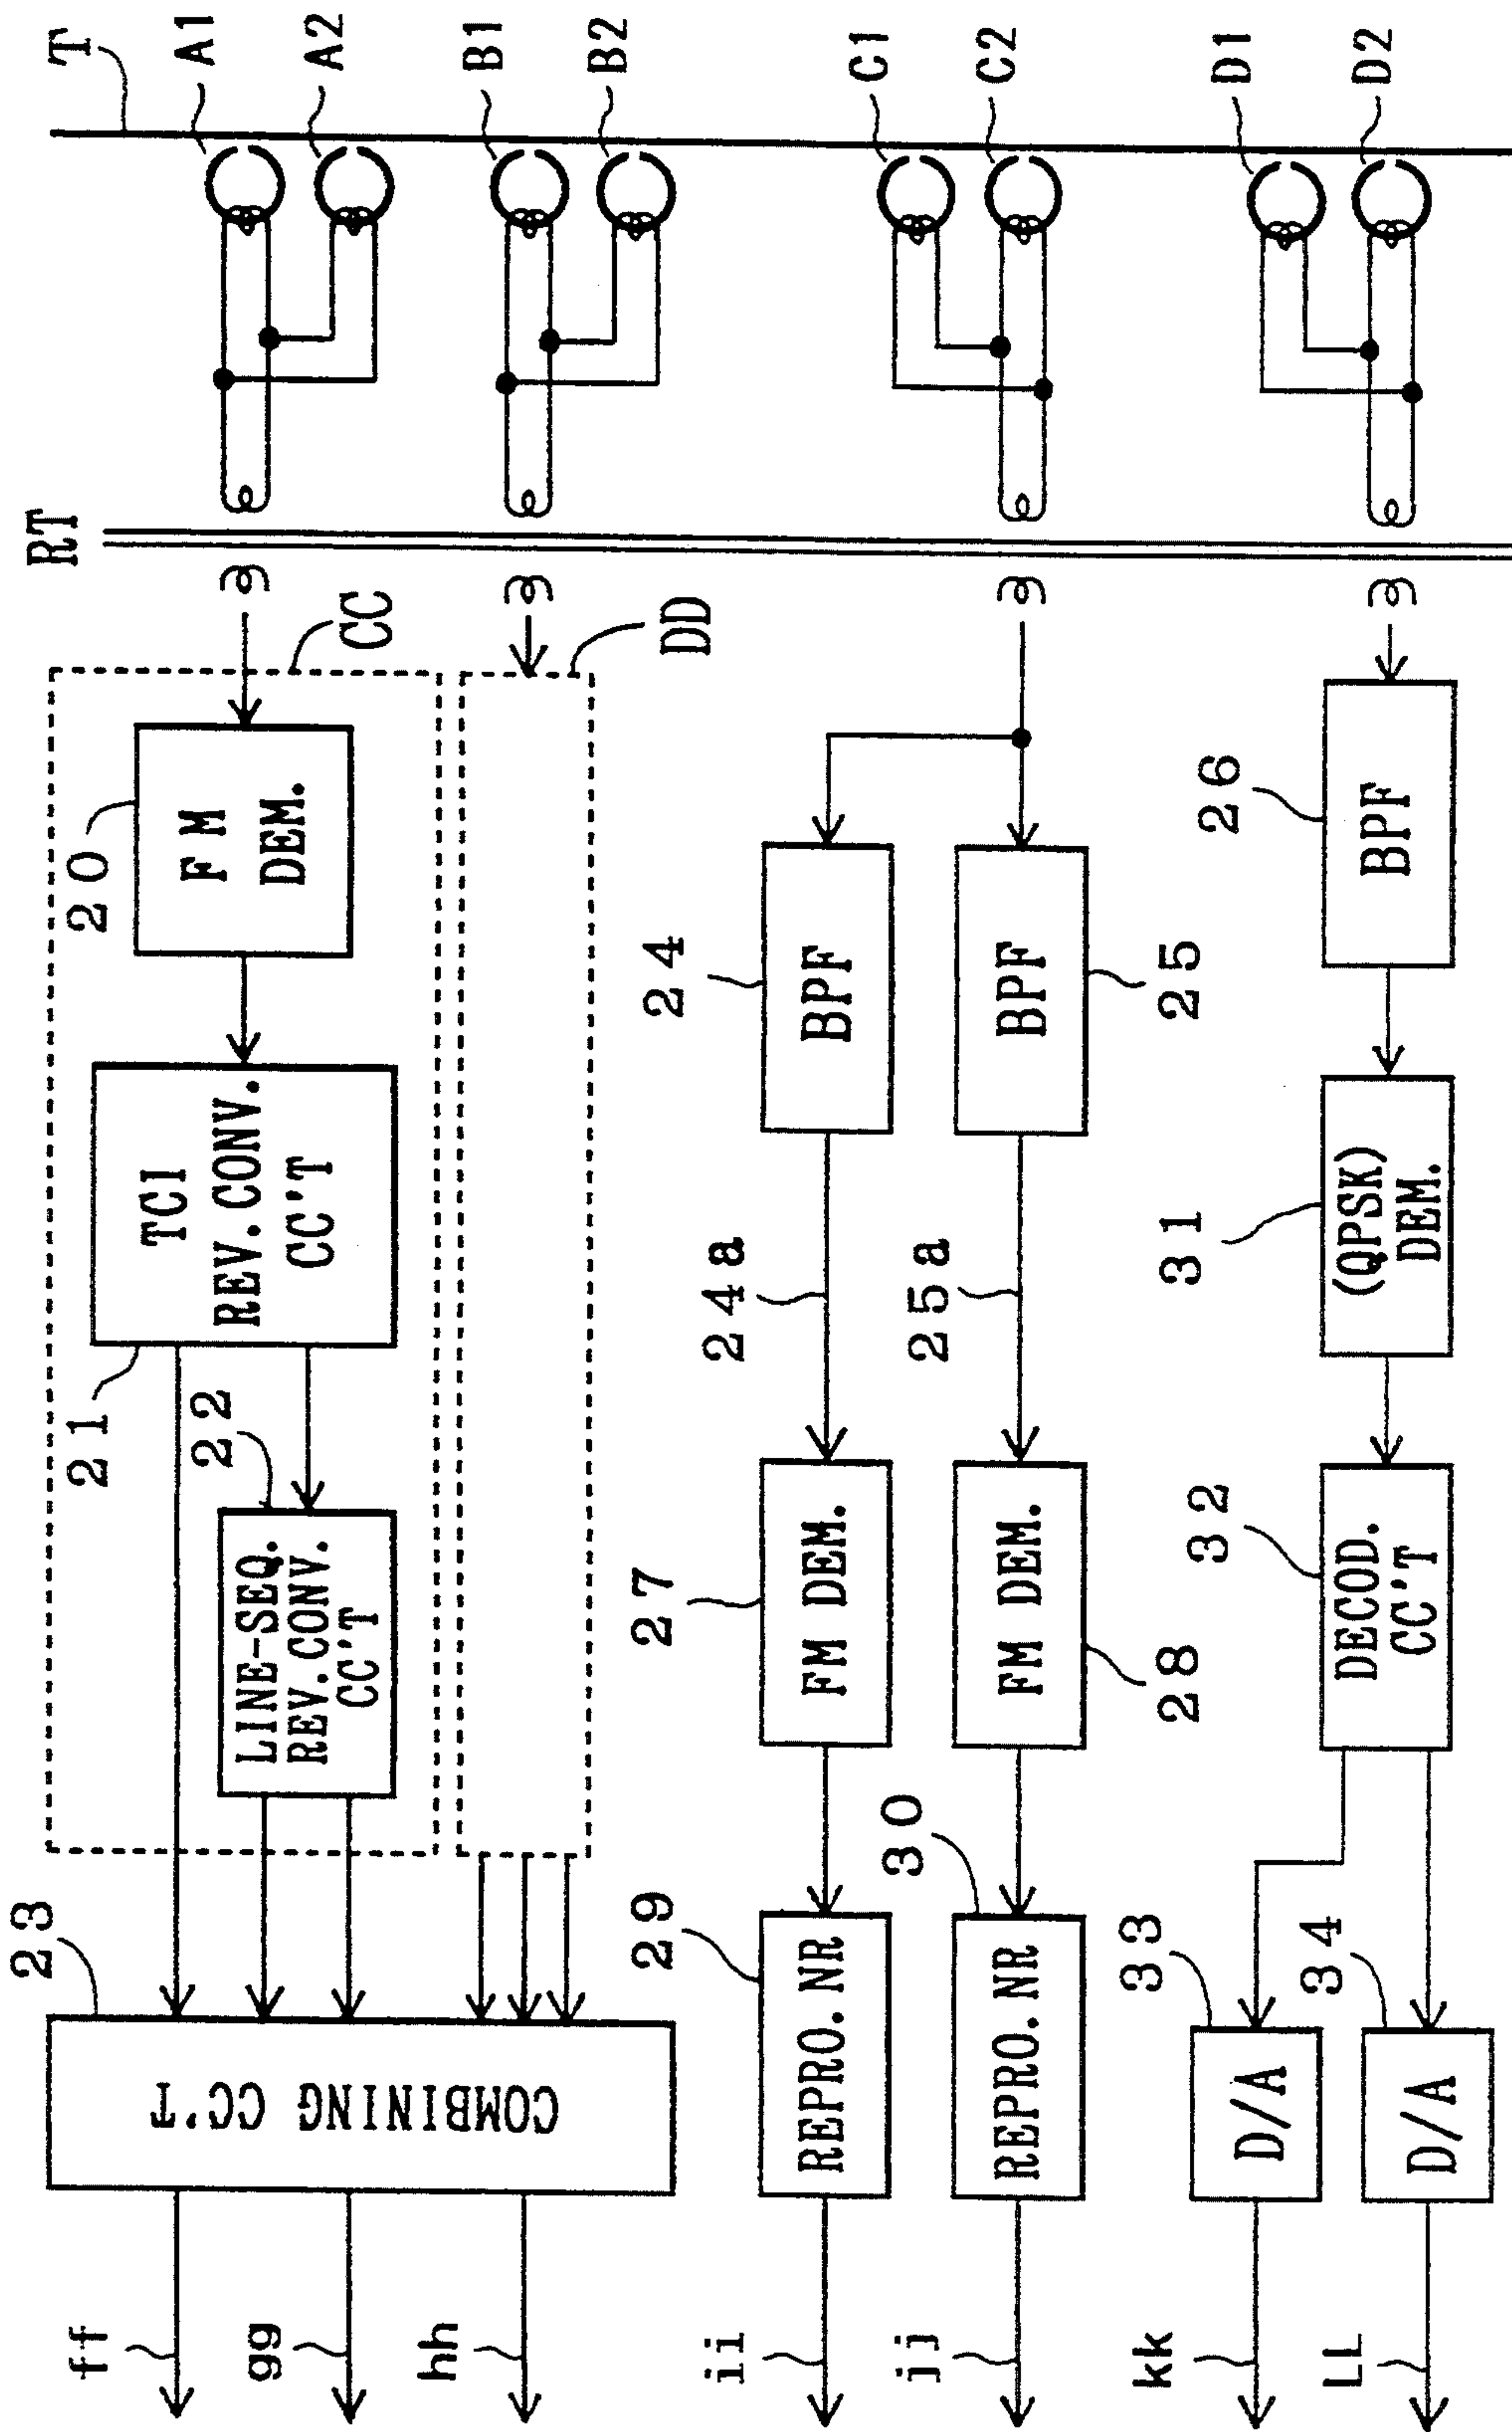 T
A1
A2
B1
B2
C1
C2
D1
D2
RT
CC
DD
20
F M
DEM.
21
TCI
REV.CONV.
CC'T
22
LINE-SEQ.
REV.CONV.
CC'T
23
COMBINING CC'T
24
BPF
25
BPF
26
BPF
24a
25a
27
FM DEM.
28
FM DEM.
31
(QPSK)
DEM.
32
DECOD.
CC'T
29
REPRO.NR
30
REPRO.NR
33
D/A
34
D/A
ff
gg
hh
ii
jj
kk
LL